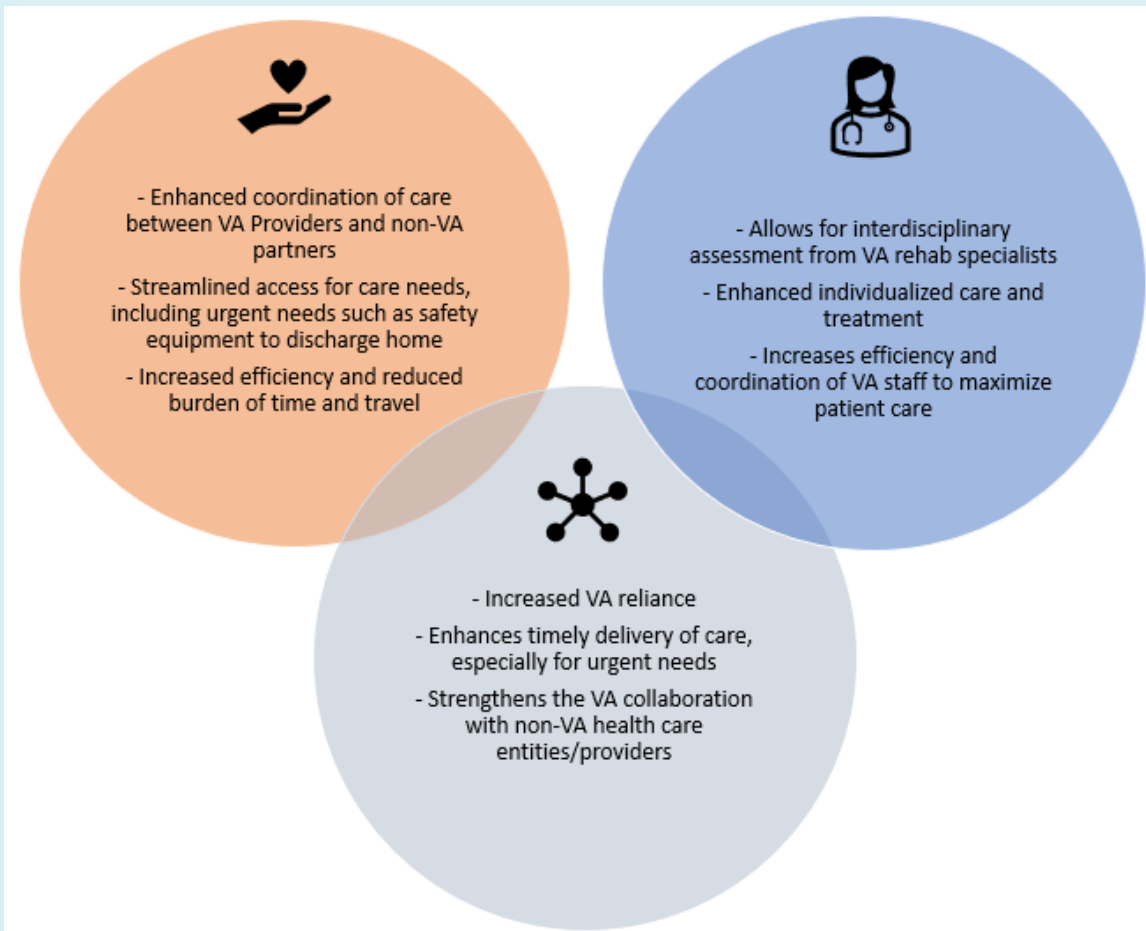 - Enhanced coordination of care
between VA Providers and non-VA
partners
- Streamlined access for care needs,
including urgent needs such as safety
equipment to discharge home
- Increased efficiency and reduced
burden of time and travel
- Allows for interdisciplinary
assessment from VA rehab specialists
- Enhanced individualized care and
treatment
- Increases efficiency and
coordination of VA staff to maximize
patient care
- Increased VA reliance
- Enhances timely delivery of care,
especially for urgent needs
- Strengthens the VA collaboration
with non-VA health care
entities/providers